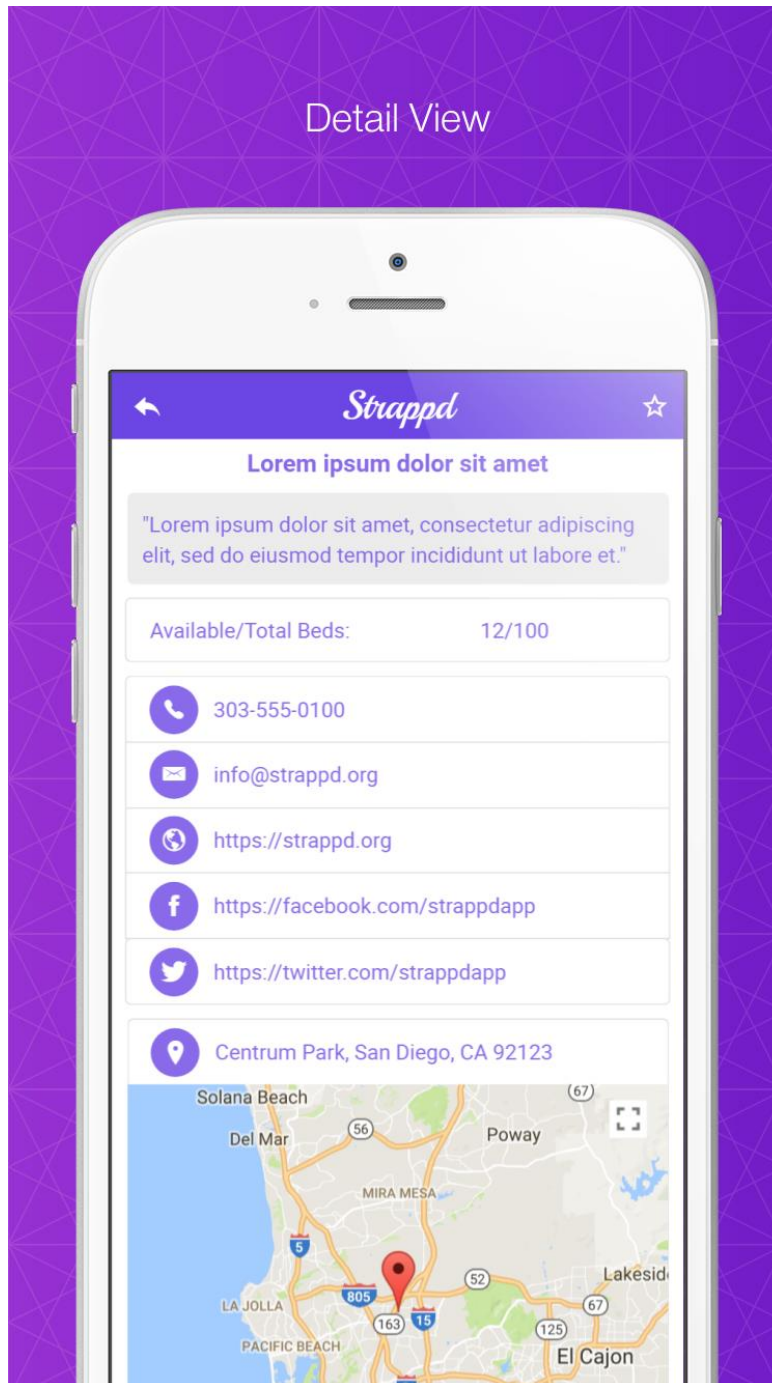 Detail View
Strappd
Lorem ipsum dolor sit amet
"Lorem ipsum dolor sit amet, consectetur adipiscing
elit, sed do eiusmod tempor incididunt ut labore et."
Available/Total Beds: 12/100
303-555-0100
info@strappd.org
https://strappd.org
f https://facebook.com/strappdapp
https://twitter.com/strappdapp
Centrum Park, San Diego, CA 92123
Solana Beach
67
Del Mar
56
Poway
MIRA MESA
5
52
Lakesid
805
LA JOLLA
67
163
15
125
PACIFIC BEACH
El Cajon